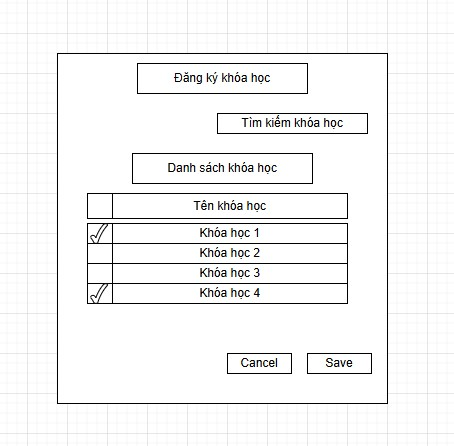 Đăng ký khóa học
Tìm kiếm khóa học
Danh sách khóa học
Tên khóa học
Khóa học 1
Khóa học 2
Khóa học 3
Khóa học 4
Cancel Save